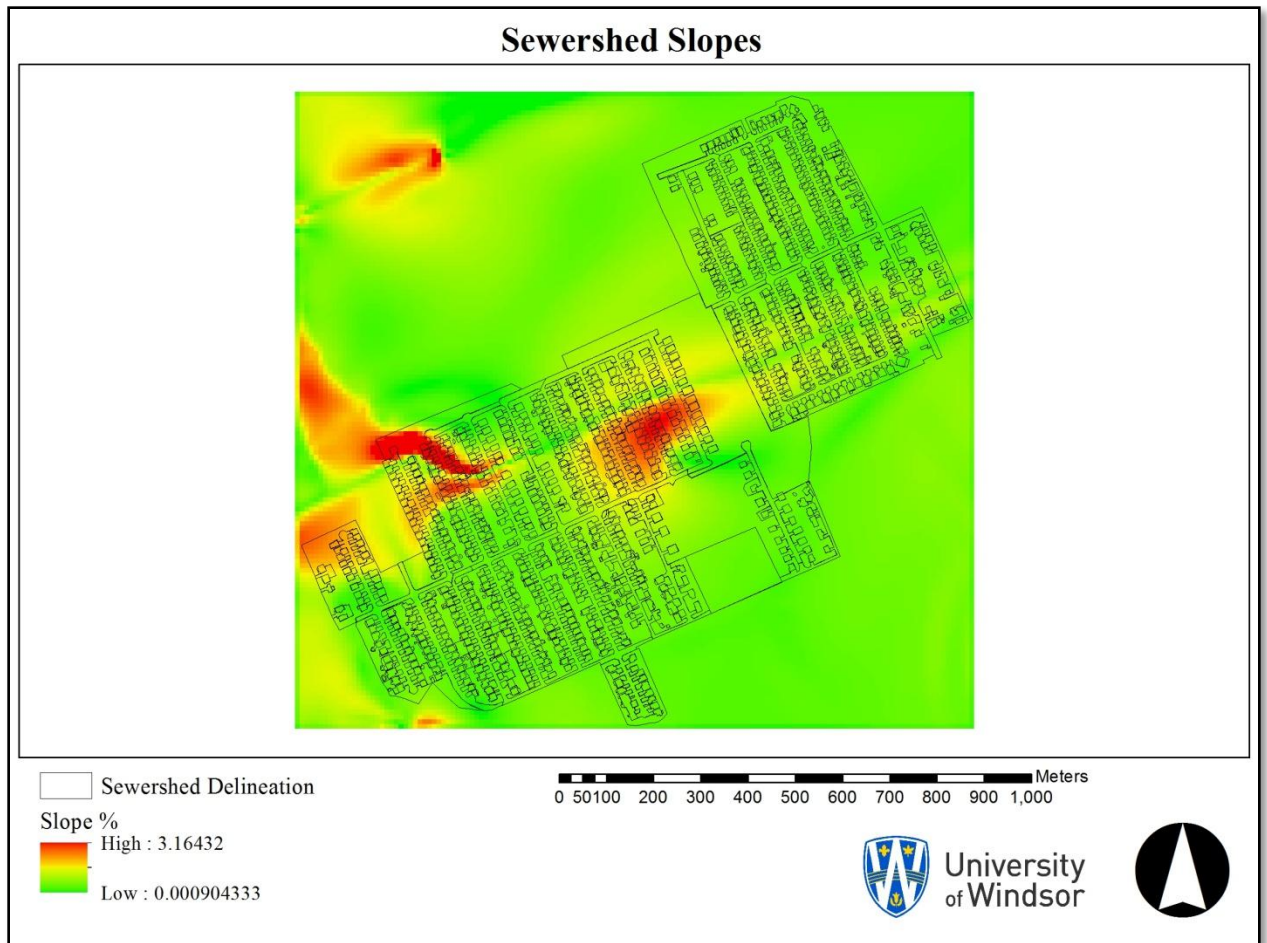 Sewershed Slopes
Sewershed Delineation
Slope %
High : 3.16432
Low : 0.000904333
0 50100 200 300 400 500 600 700 800 900 1,000
Meters
University
of Windsor